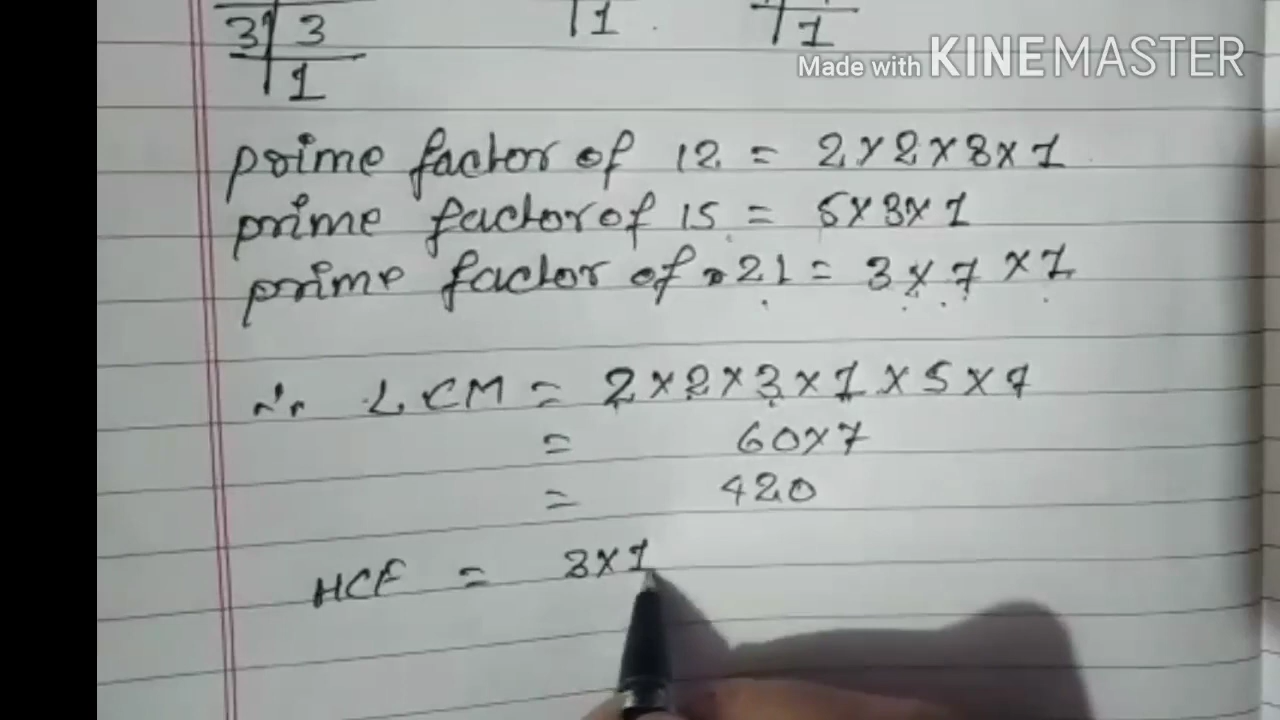 3 3 1 1
1
Made with KINEMASTER
prime factor of 12 = 2×2×3×1
prime factor of 15 = 5×3×1
prime factor of 21 = 3×7×1
∴ LCM = 2×2×3×1×5×7
= 60×7
= 420
HCF = 3×1